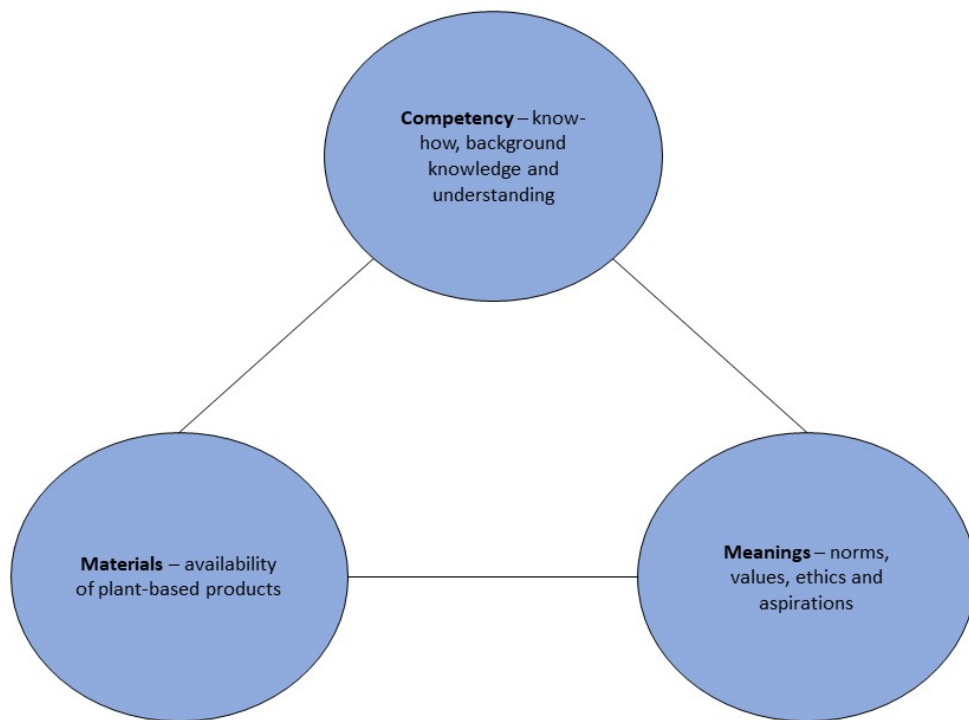 Competency – know-
how, background
knowledge and
understanding
Materials – availability
of plant-based products
Meanings – norms,
values, ethics and
aspirations